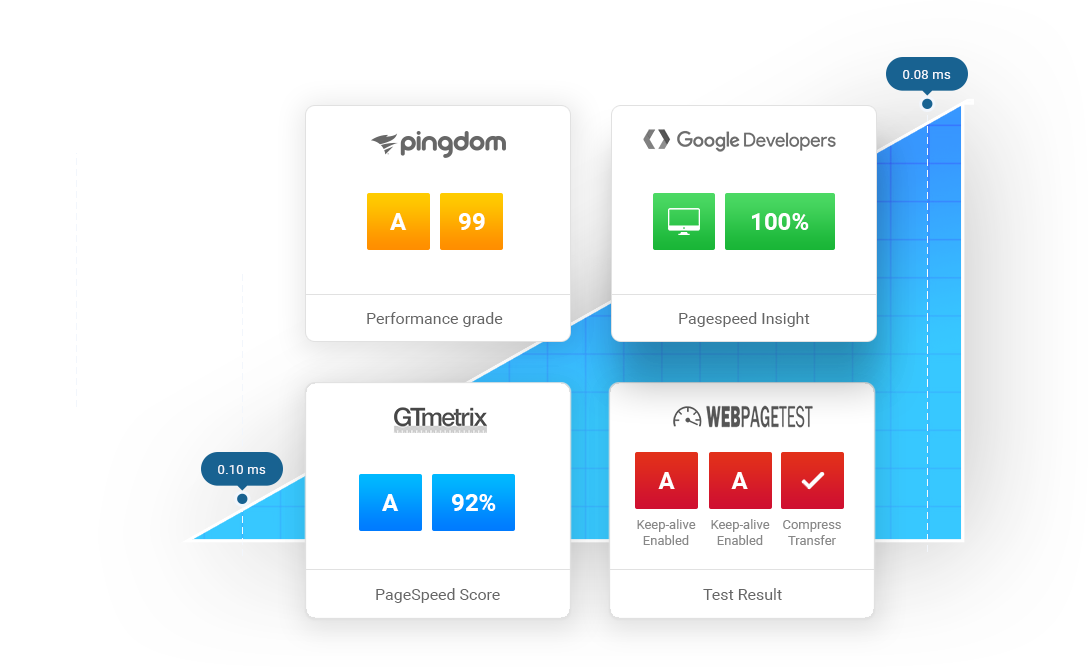 0.08 ms
pingdom
Google Developers
A 99
100%
Performance grade
Pagespeed Insight
GTmetrix
WEBPAGETEST
0.10 ms
A 92%
A A
Keep-alive Enabled
Keep-alive Enabled
Compress Transfer
PageSpeed Score
Test Result